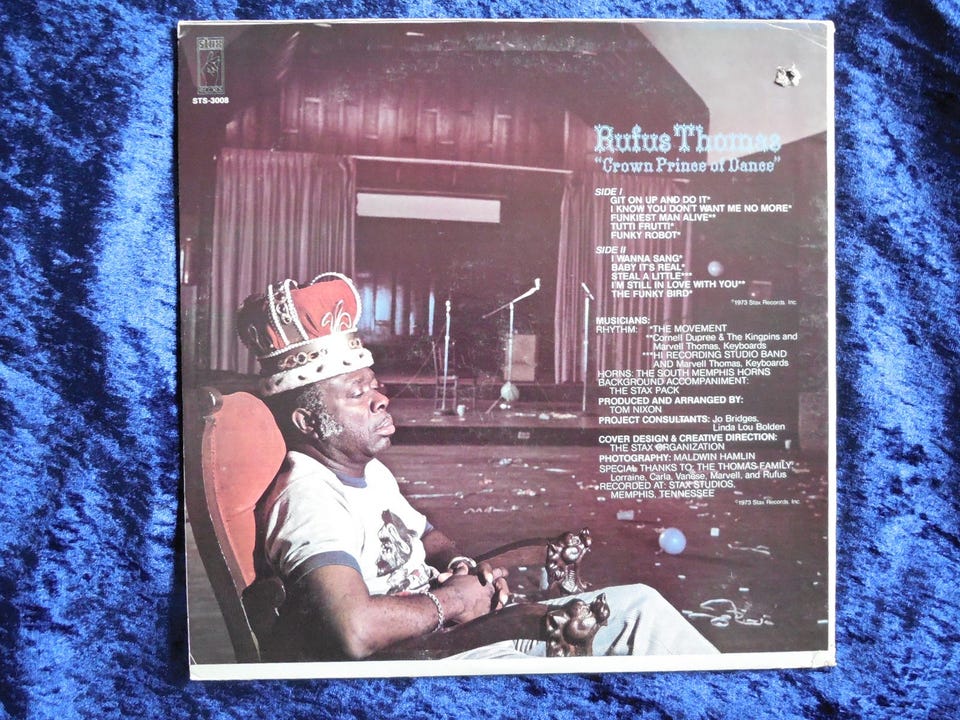 STAX
RECORDS
STS-3008
Rufus Thomas
"Crown Prince of Dance"
SIDE I
GIT ON UP AND DO IT*
I KNOW YOU DON'T WANT ME NO MORE*
FUNKIEST MAN ALIVE**
TUTTI FRUTTI*
FUNKY ROBOT*
SIDE II
I WANNA SANG*
BABY IT'S REAL*
STEAL A LITTLE***
I'M STILL IN LOVE WITH YOU**
THE FUNKY BIRD*
©1973 Stax Records, Inc.
MUSICIANS:
RHYTHM: *THE MOVEMENT
**Cornell Dupree & The Kingpins and
Marvell Thomas, Keyboards
***HI RECORDING STUDIO BAND
AND Marvell Thomas, Keyboards
HORNS: THE SOUTH MEMPHIS HORNS
BACKGROUND ACCOMPANIMENT:
THE STAX PACK
PRODUCED AND ARRANGED BY:
TOM NIXON
PROJECT CONSULTANTS: Jo Bridges,
Linda Lou Bolden
COVER DESIGN & CREATIVE DIRECTION:
THE STAX ORGANIZATION
PHOTOGRAPHY: MALDWIN HAMLIN
SPECIAL THANKS TO: THE THOMAS FAMILY,
Lorraine, Carla, Vanese, Marvell, and Rufus
RECORDED AT: STAX STUDIOS,
MEMPHIS, TENNESSEE
©1973 Stax Records, Inc.